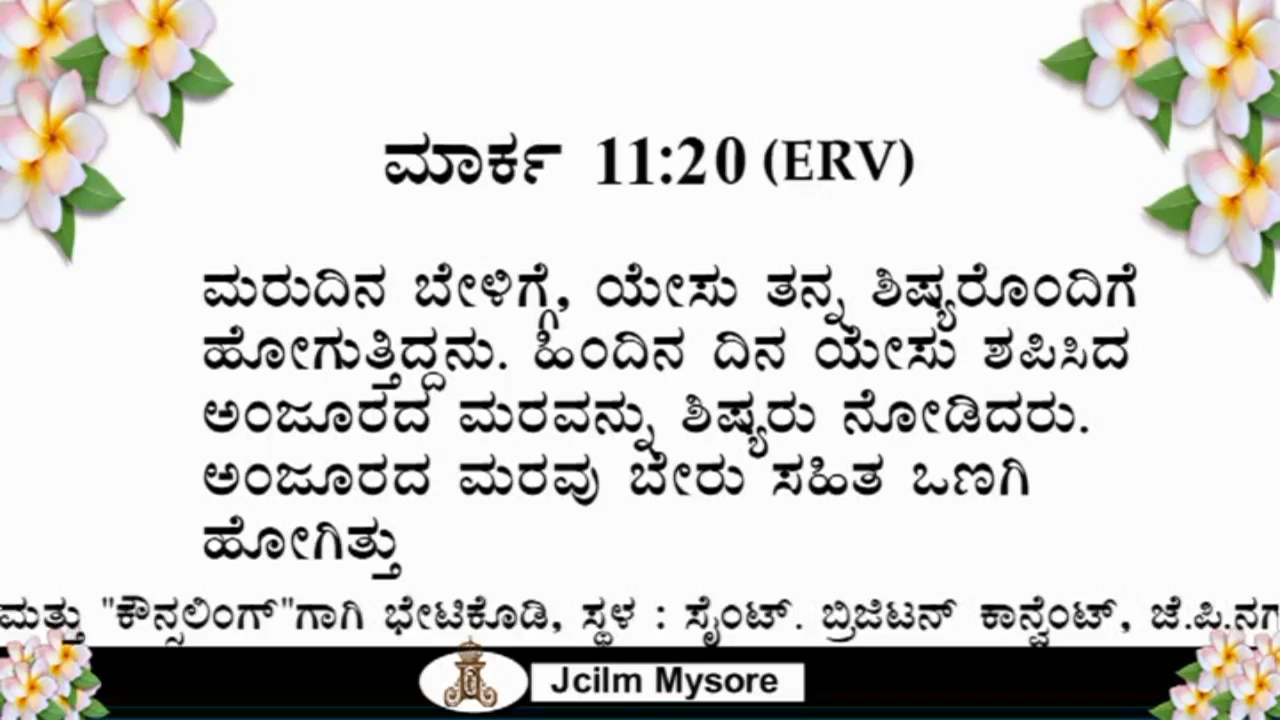 ಮಾರ್ಕ 11:20 (ERV)
ಮರುದಿನ ಬೇಳಿಗ್ಗೆ, ಯೇಸು ತನ್ನ ಶಿಷ್ಯರೊಂದಿಗೆ
ಹೋಗುತ್ತಿದ್ದನು. ಹಿಂದಿನ ದಿನ ಯೇಸು ಶಪಿಸಿದ
ಅಂಜೂರದ ಮರವನ್ನು ಶಿಷ್ಯರು ನೋಡಿದರು.
ಅಂಜೂರದ ಮರವು ಬೇರು ಸಹಿತ ಒಣಗಿ
ಹೋಗಿತ್ತು
ಮತ್ತು "ಕೌನ್ಸಲಿಂಗ್"ಗಾಗಿ ಭೇಟಿಕೊಡಿ, ಸ್ಥಳ : ಸೈಂಟ್. ಬ್ರಿಜಿಟನ್ ಕಾನ್ವೆಂಟ್, ಜೆ.ಪಿ.ನಗ
Jcilm Mysore